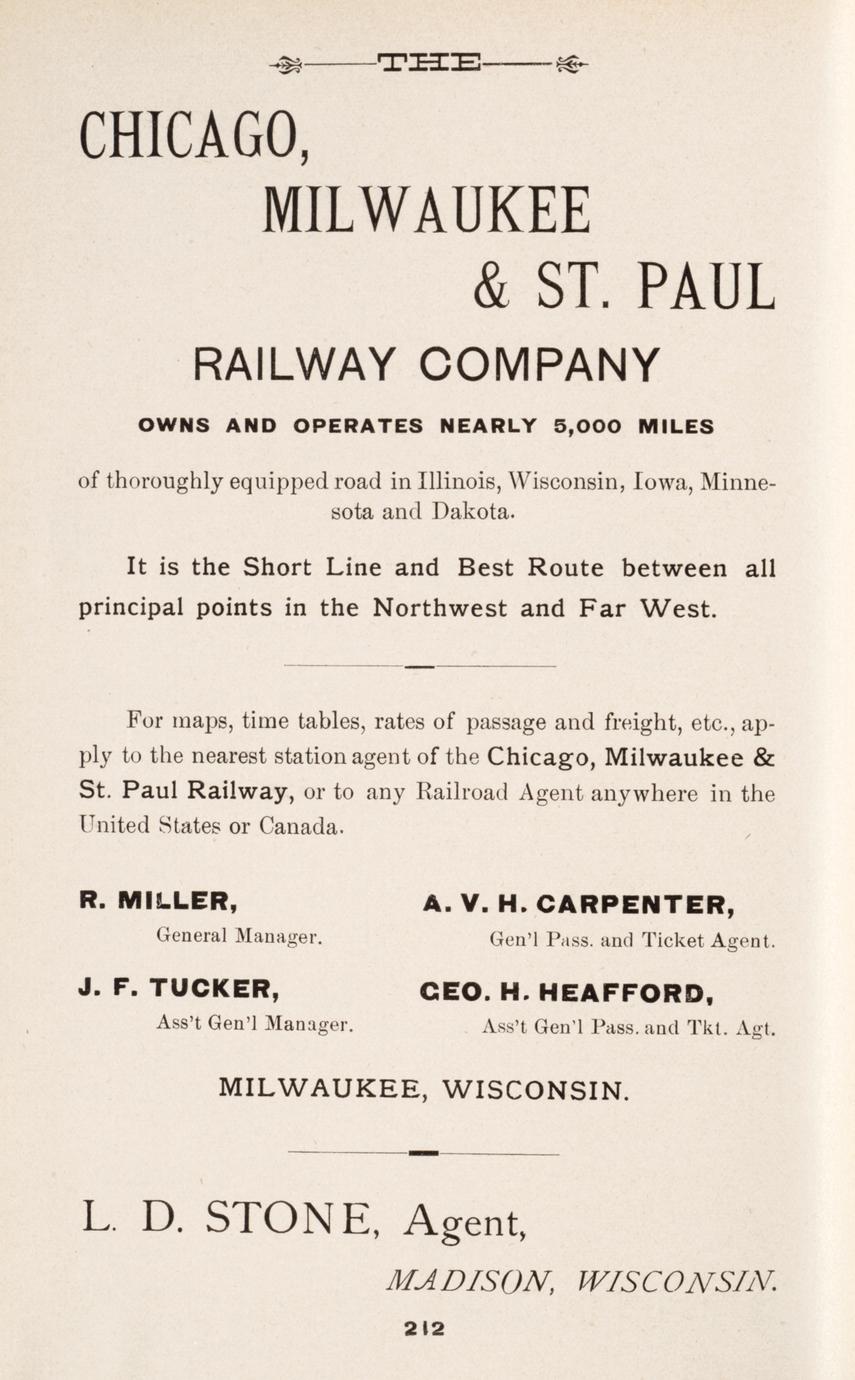 THE
CHICAGO,
MILWAUKEE
& ST. PAUL
RAILWAY COMPANY
OWNS AND OPERATES NEARLY 5,000 MILES
of thoroughly equipped road in Illinois, Wisconsin, Iowa, Minne-
sota and Dakota.
It is the Short Line and Best Route between all
principal points in the Northwest and Far West.
For maps, time tables, rates of passage and freight, etc., ap-
ply to the nearest station agent of the Chicago, Milwaukee &
St. Paul Railway, or to any Railroad Agent anywhere in the
United States or Canada.
R. MILLER,
General Manager.
A. V. H. CARPENTER,
Gen'l Pass. and Ticket Agent.
J. F. TUCKER,
Ass't Gen'l Manager.
GEO. H. HEAFFORD,
Ass't Gen'l Pass. and Tkt. Agt.
MILWAUKEE, WISCONSIN.
L. D. STONE, Agent,
MADISON, WISCONSIN.
212